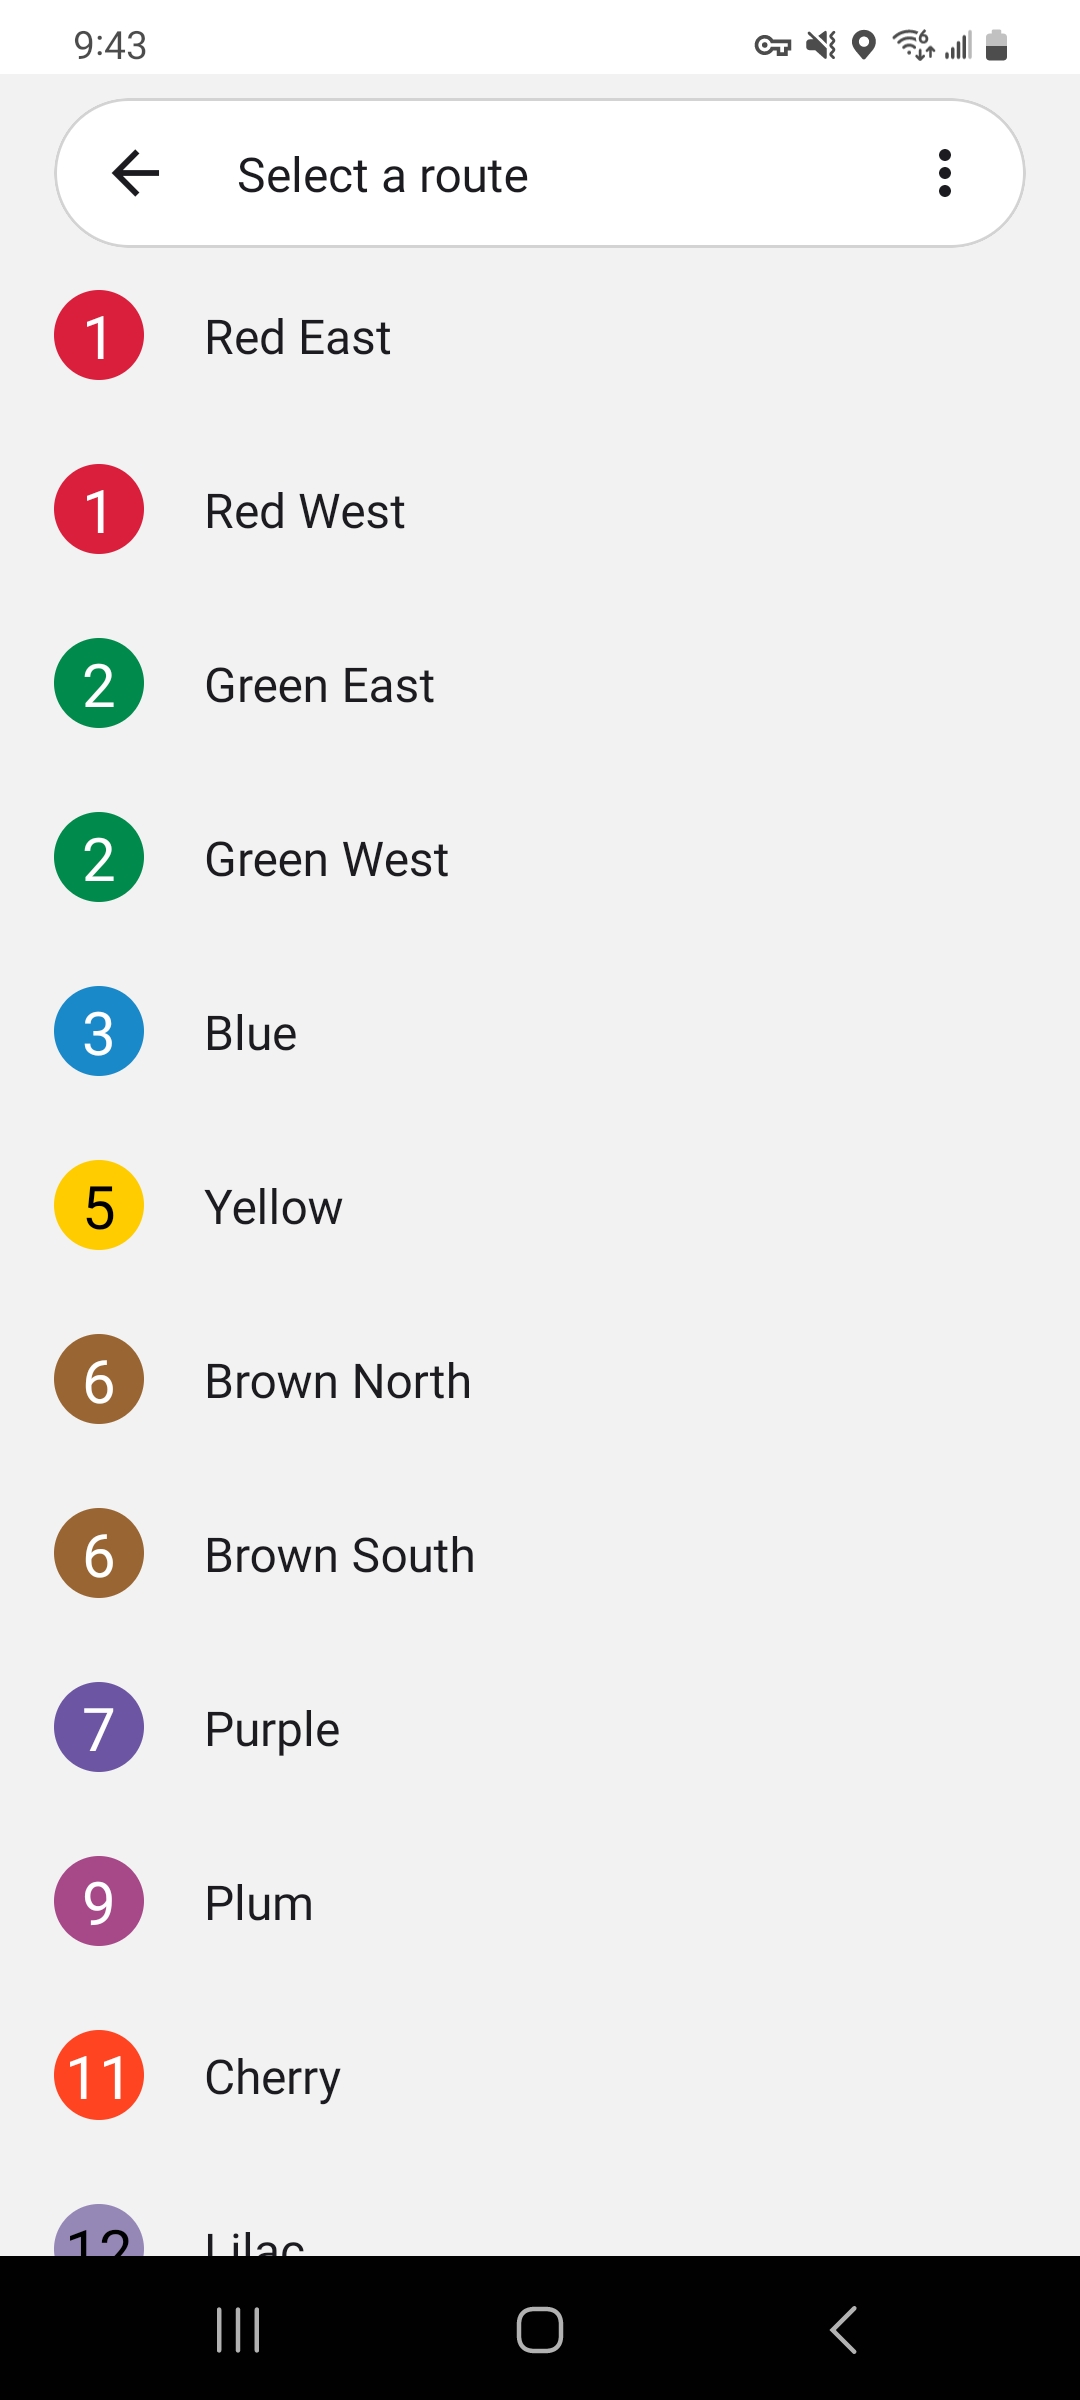 9:43
6
Select a route
1 Red East
1 Red West
2 Green East
2 Green West
3 Blue
5 Yellow
6 Brown North
6 Brown South
7 Purple
9 Plum
11 Cherry
12 Lilac